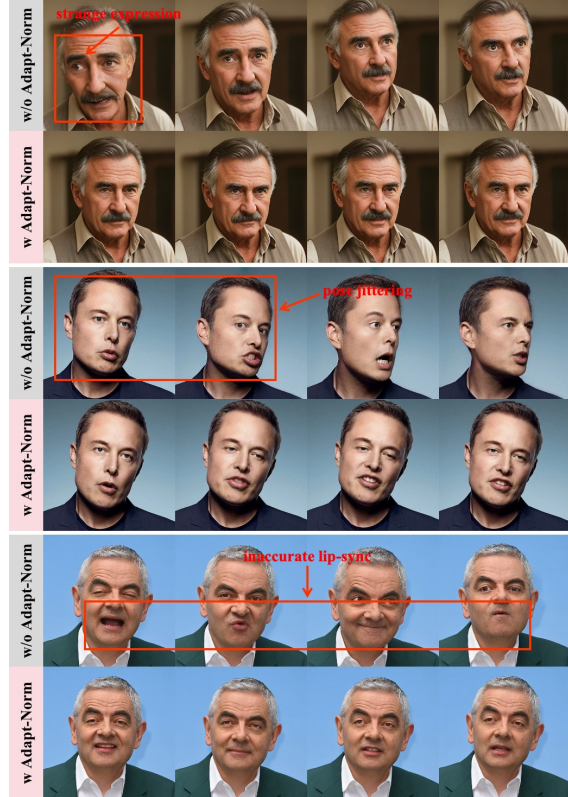 w/o Adapt-Norm
strange expression
w Adapt-Norm
w/o Adapt-Norm
pose jittering
w Adapt-Norm
w/o Adapt-Norm
inaccurate lip-sync
w Adapt-Norm